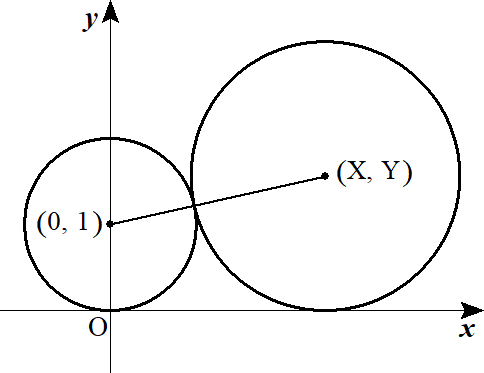 y
(X, Y)
(0, 1)
O
x